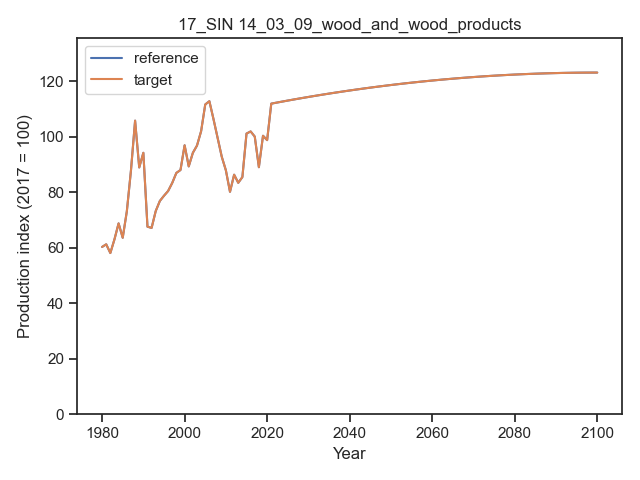 17_SIN 14_03_09_wood_and_wood_products
reference
target
Production index (2017 = 100)
120
100
80
60
40
20
0
1980 2000 2020 2040 2060 2080 2100
Year